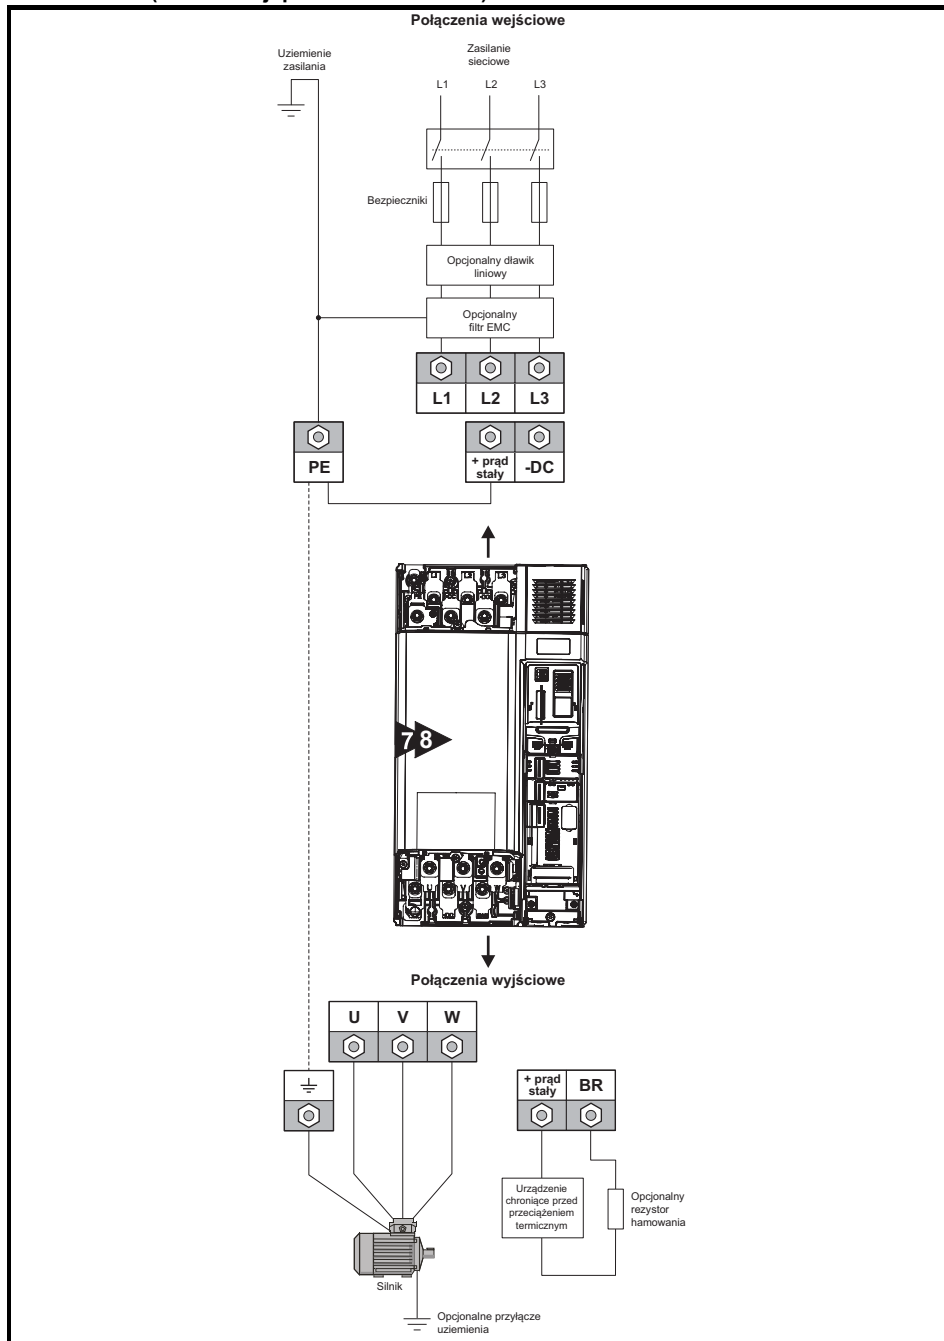 Połączenia wejściowe
Uziemienie
zasilania
Zasilanie
sieciowe
L1 L2 L3
Bezpieczniki
Opcjonalny dławik
liniowy
Opcjonalny
filtr EMC
L1 L2 L3
PE
+ prąd
stały
-DC
7 8
Połączenia wyjściowe
U V W
+ prąd
stały
BR
Urządzenie
chroniące przed
przeciążeniem
termicznym
Opcjonalny
rezystor
hamowania
Silnik
Opcjonalne przyłącze
uziemienia